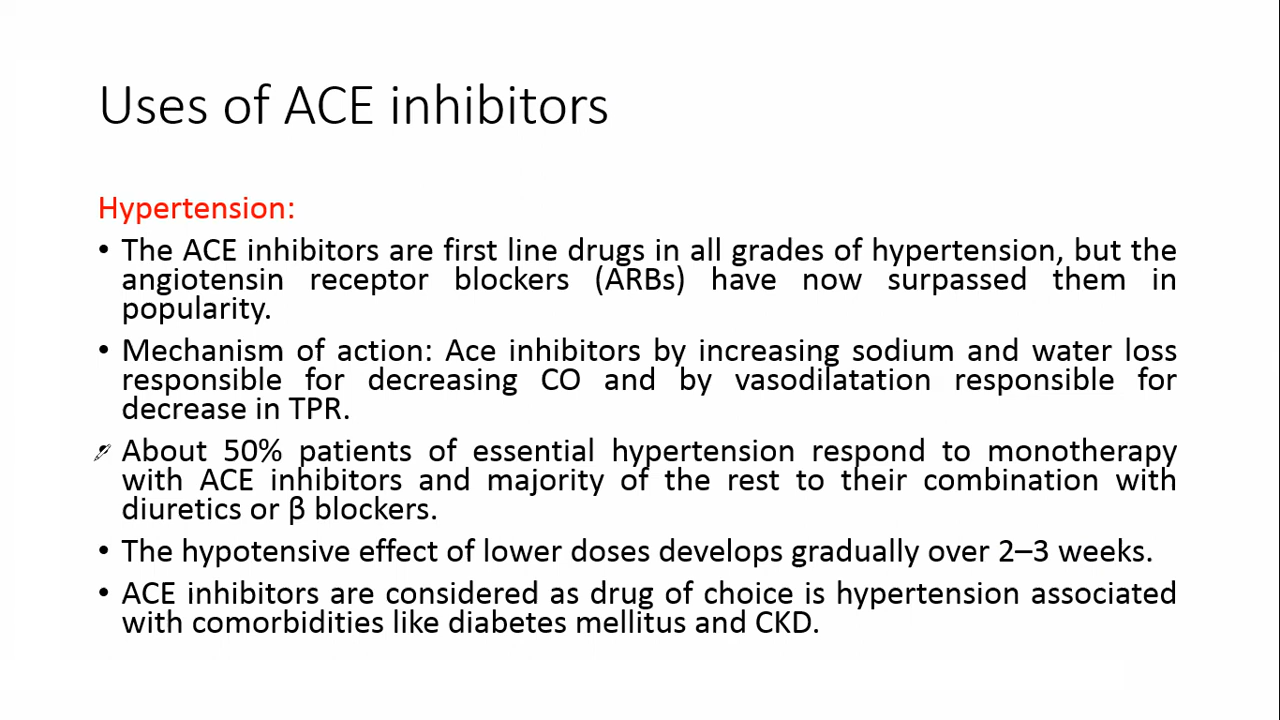 Uses of ACE inhibitors
Hypertension:
• The ACE inhibitors are first line drugs in all grades of hypertension, but the
angiotensin receptor blockers (ARBs) have now surpassed them in
popularity.
• Mechanism of action: Ace inhibitors by increasing sodium and water loss
responsible for decreasing CO and by vasodilatation responsible for
decrease in TPR.
About 50% patients of essential hypertension respond to monotherapy
with ACE inhibitors and majority of the rest to their combination with
diuretics or β blockers.
• The hypotensive effect of lower doses develops gradually over 2–3 weeks.
• ACE inhibitors are considered as drug of choice is hypertension associated
with comorbidities like diabetes mellitus and CKD.